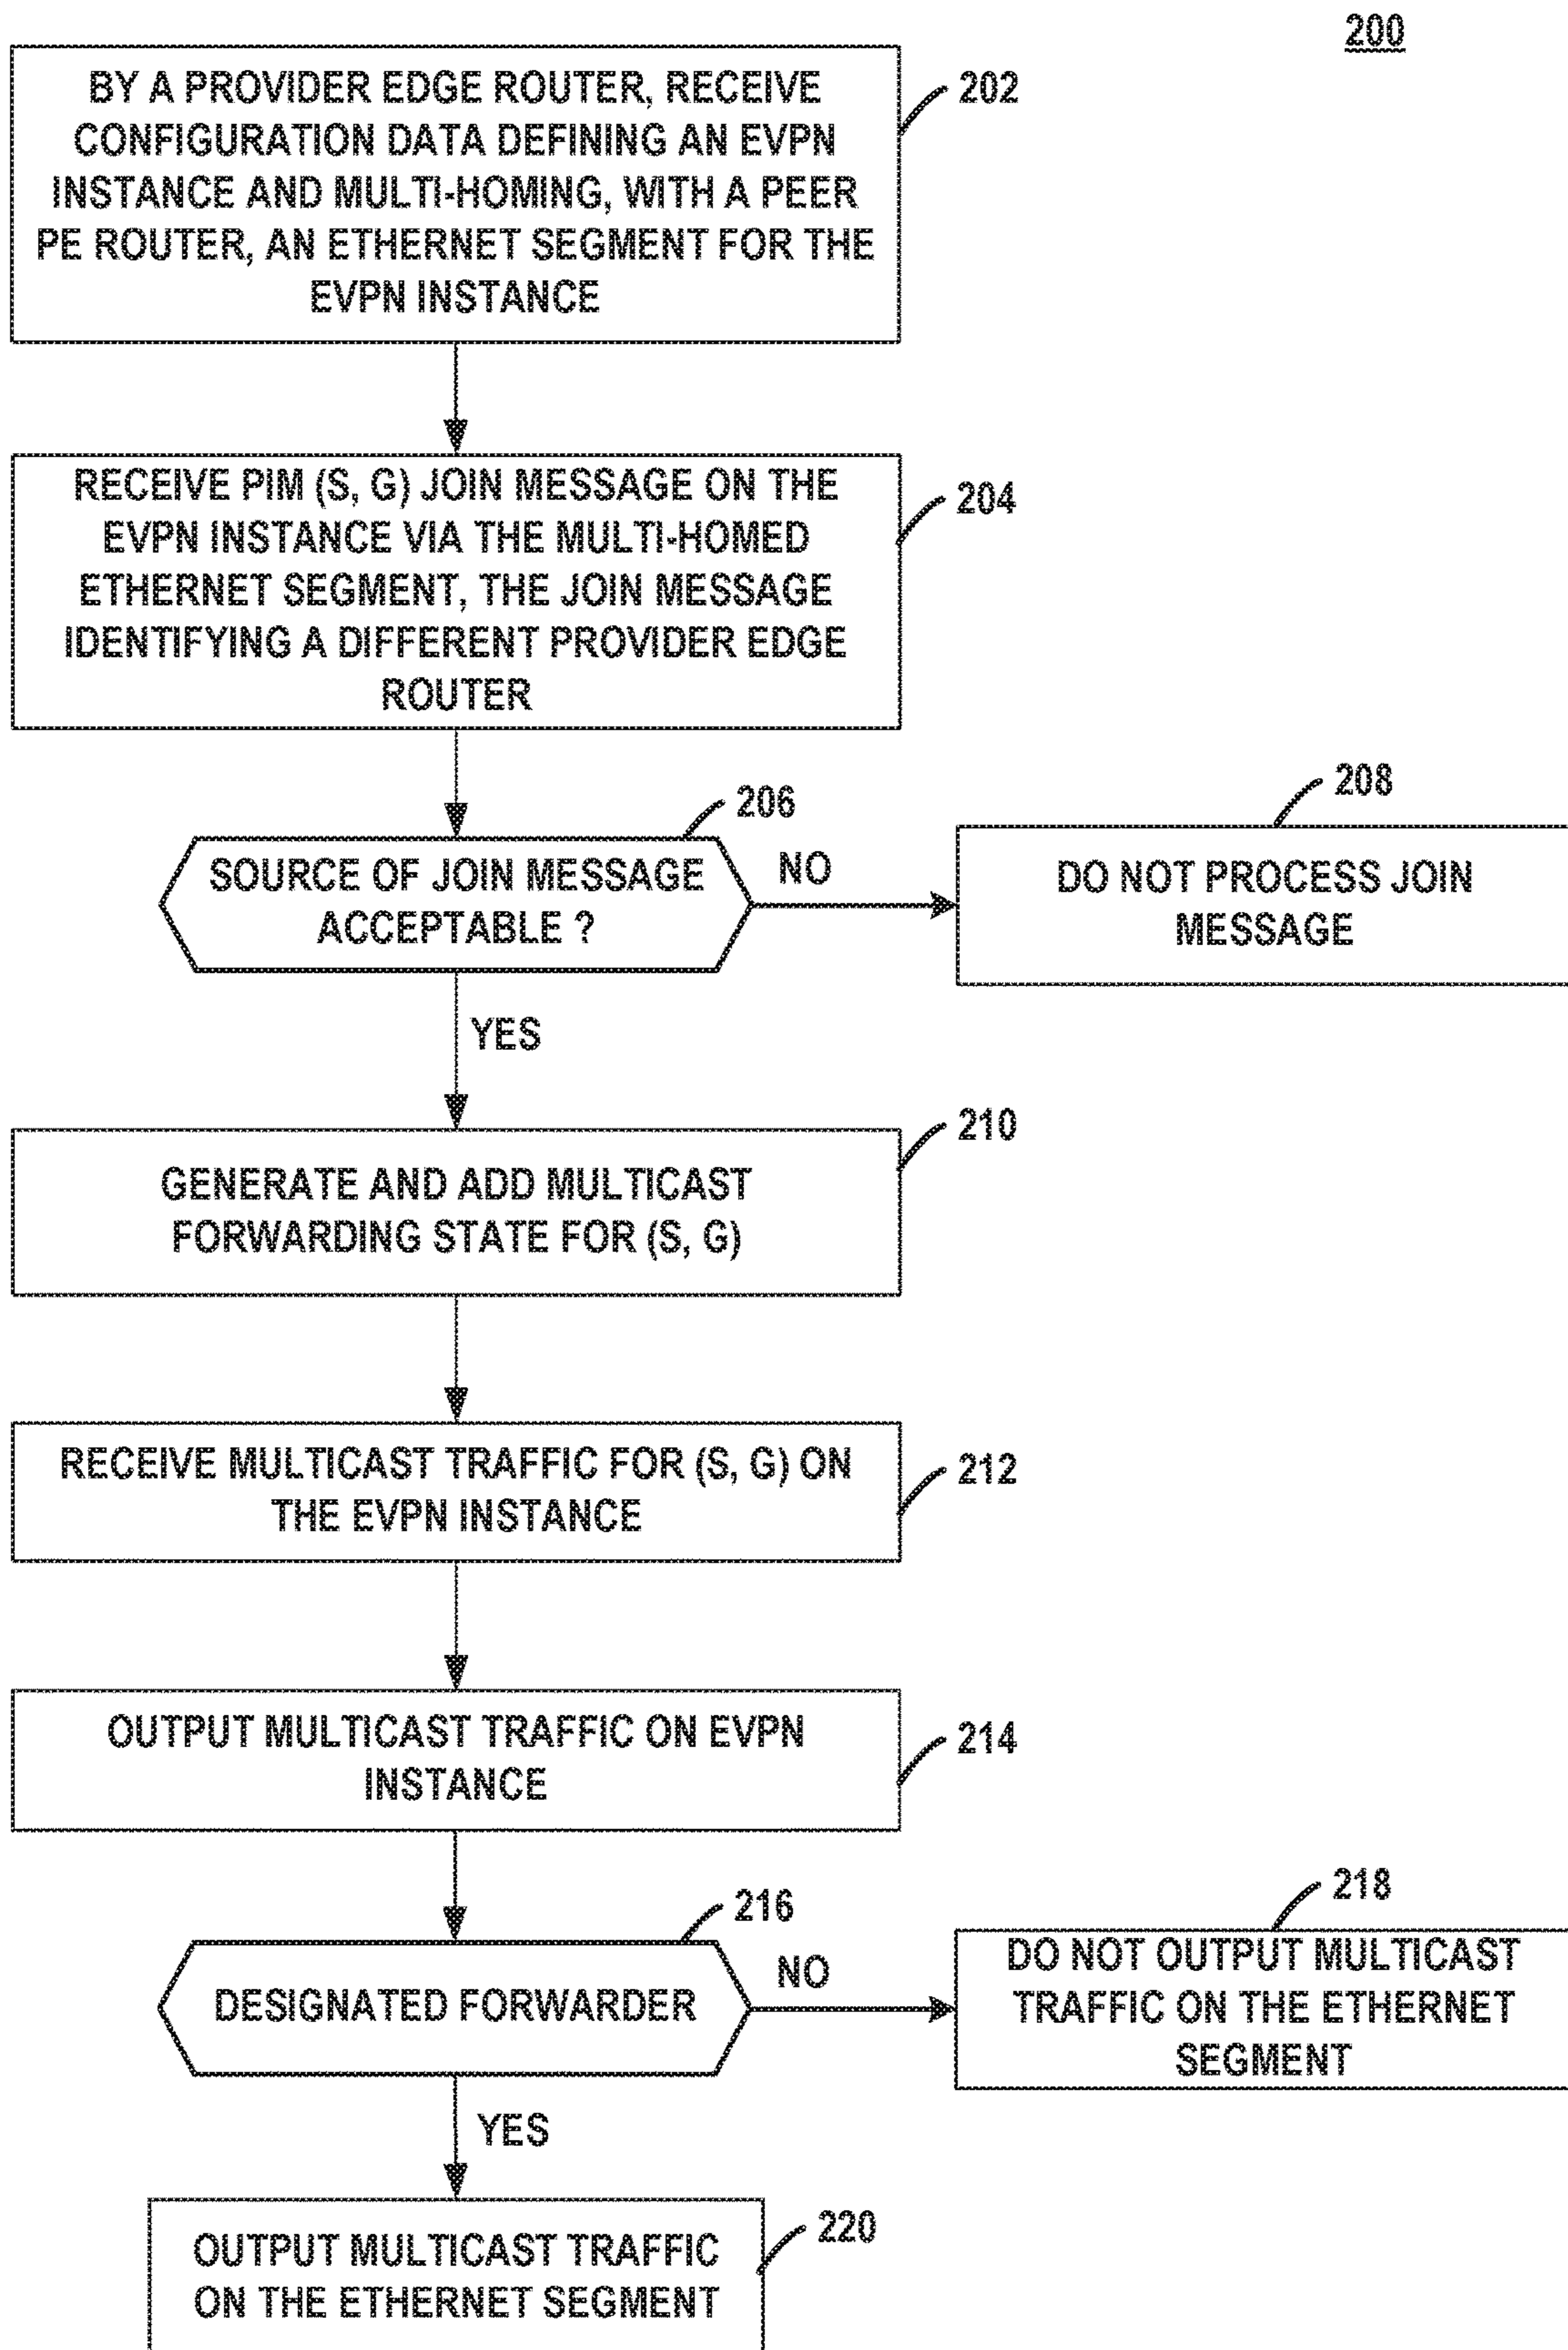 200
BY A PROVIDER EDGE ROUTER, RECEIVE
CONFIGURATION DATA DEFINING AN EVPN
INSTANCE AND MULTI-HOMING, WITH A PEER
PE ROUTER, AN ETHERNET SEGMENT FOR THE
EVPN INSTANCE
202
RECEIVE PIM (S, G) JOIN MESSAGE ON THE
EVPN INSTANCE VIA THE MULTI-HOMED
ETHERNET SEGMENT, THE JOIN MESSAGE
IDENTIFYING A DIFFERENT PROVIDER EDGE
ROUTER
204
SOURCE OF JOIN MESSAGE
ACCEPTABLE ?
206
NO
DO NOT PROCESS JOIN
MESSAGE
208
YES
GENERATE AND ADD MULTICAST
FORWARDING STATE FOR (S, G)
210
RECEIVE MULTICAST TRAFFIC FOR (S, G) ON
THE EVPN INSTANCE
212
OUTPUT MULTICAST TRAFFIC ON EVPN
INSTANCE
214
DESIGNATED FORWARDER
216
NO
DO NOT OUTPUT MULTICAST
TRAFFIC ON THE ETHERNET
SEGMENT
218
YES
OUTPUT MULTICAST TRAFFIC
ON THE ETHERNET SEGMENT
220